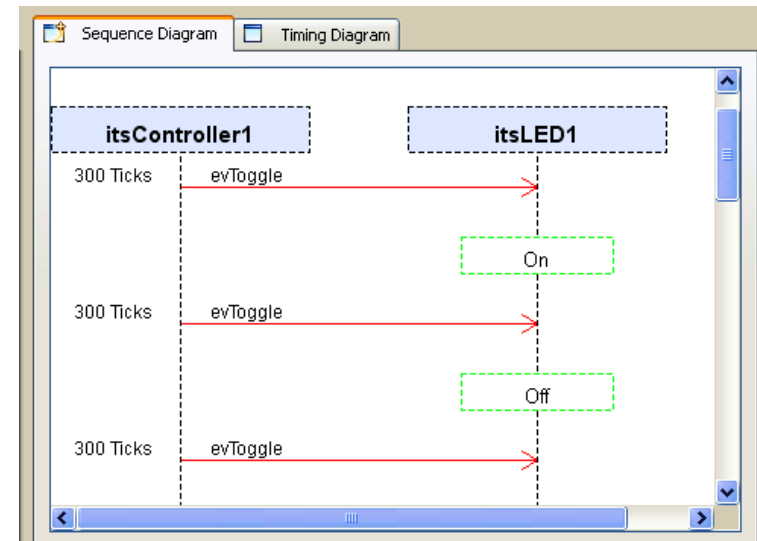 Sequence Diagram Timing Diagram
itsController1 itsLED1
300 Ticks evToggle
On
300 Ticks evToggle
Off
300 Ticks evToggle